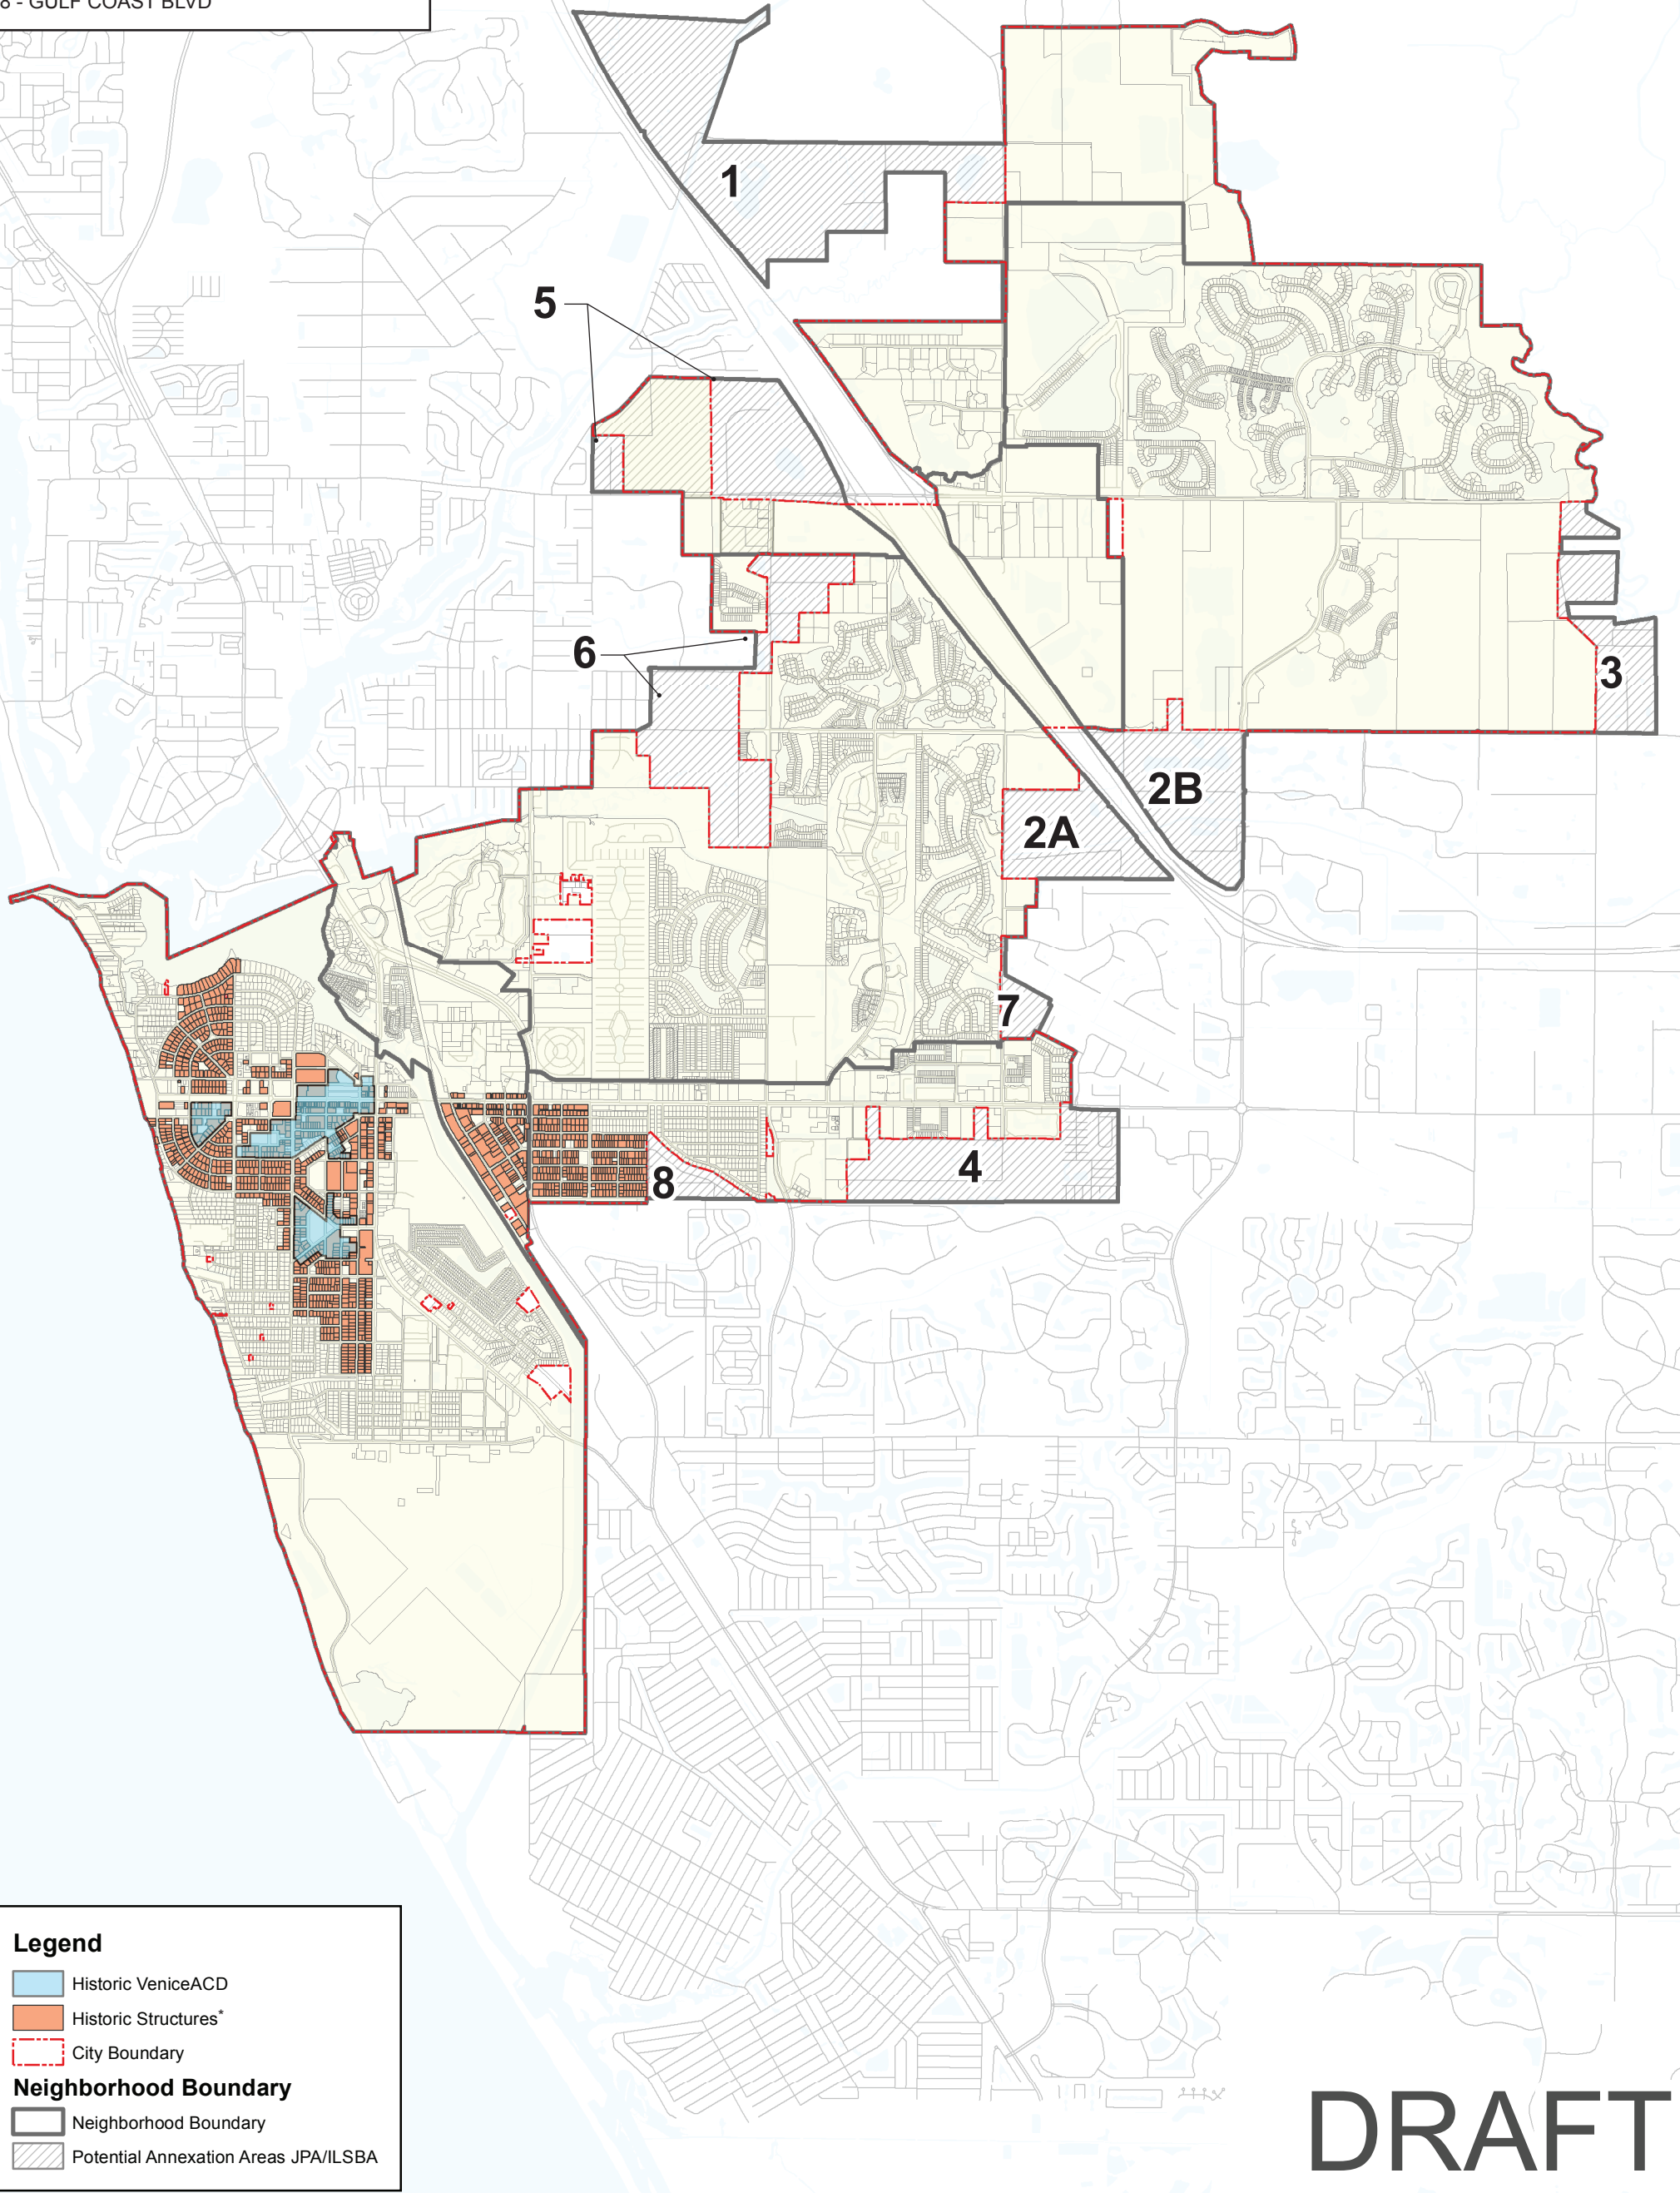 8 - GULF COAST BLVD
1
5
6
3
2B
2A
7
4
8
Legend
Historic VeniceACD
Historic Structures*
City Boundary
Neighborhood Boundary
Neighborhood Boundary
Potential Annexation Areas JPA/ILSBA
DRAFT